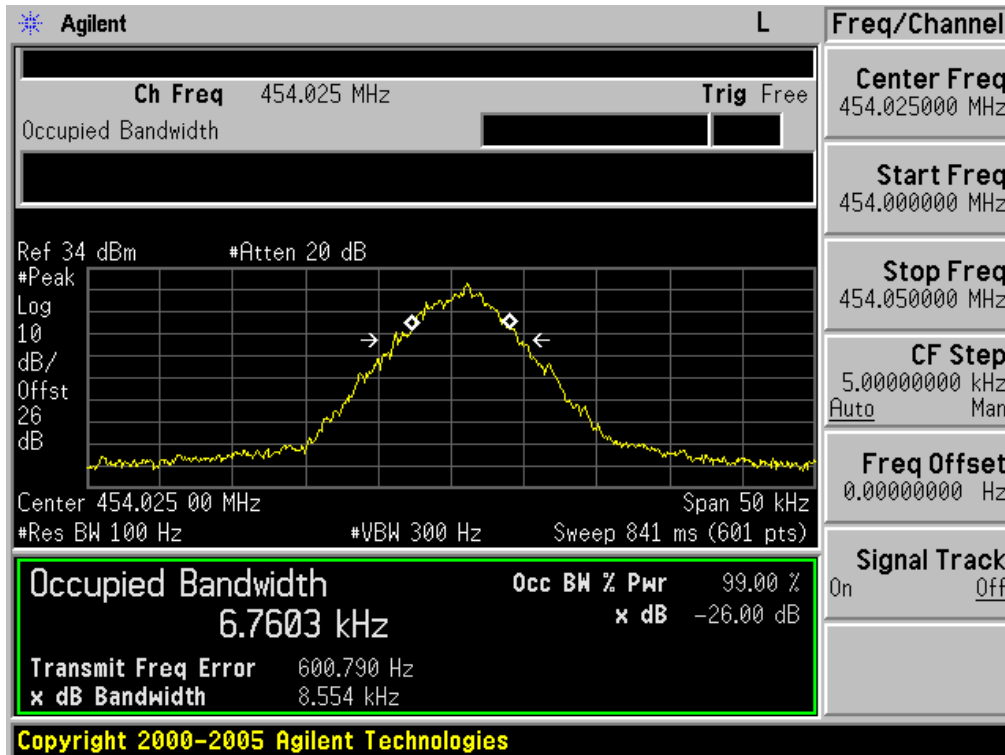 Agilent L
Ch Freq 454.025 MHz Trig Free
Occupied Bandwidth
Ref 34 dBm #Atten 20 dB
#Peak
Log
10
dB/
Offst
26
dB
Center 454.025 00 MHz Span 50 kHz
#Res BW 100 Hz #VBW 300 Hz Sweep 841 ms (601 pts)
Occupied Bandwidth Occ BW % Pwr 99.00 %
6.7603 kHz x dB -26.00 dB
Transmit Freq Error 600.790 Hz
x dB Bandwidth 8.554 kHz
Copyright 2000-2005 Agilent Technologies
Freq/Channel
Center Freq
454.025000 MHz
Start Freq
454.000000 MHz
Stop Freq
454.050000 MHz
CF Step
5.00000000 kHz
Auto Man
Freq Offset
0.00000000 Hz
Signal Track
On Off